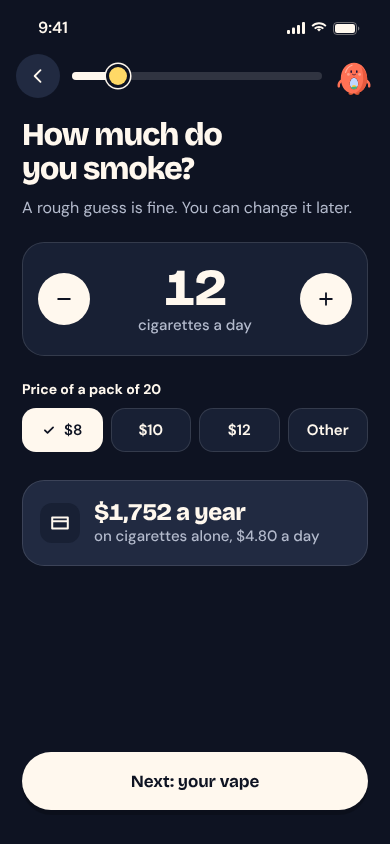 9:41
How much do
you smoke?
A rough guess is fine. You can change it later.
12
cigarettes a day
Price of a pack of 20
$8
$10
$12
Other
$1,752 a year
on cigarettes alone, $4.80 a day
Next: your vape